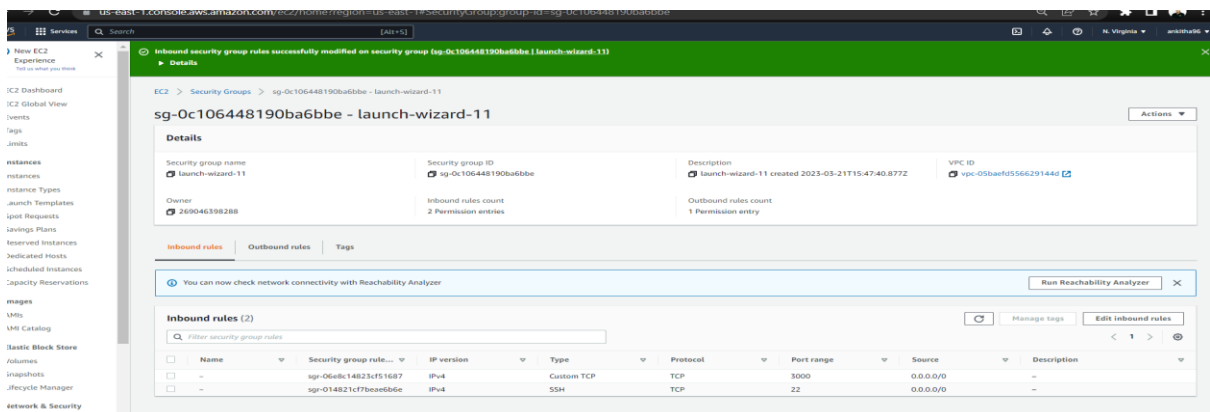 us-east-1.console.aws.amazon.com/ec2/home?region=us-east-1#SecurityGroup:group-id=sg-0c106448190ba6bbe
Services Search [Alt+S] N. Virginia ▼ ankitha96 ▼
New EC2 Experience
Tell us what you think
EC2 Dashboard
EC2 Global View
Events
Tags
Limits
Instances
Instances
Instance Types
Launch Templates
Spot Requests
Savings Plans
Reserved Instances
Dedicated Hosts
Scheduled Instances
Capacity Reservations
Images
AMIs
AMI Catalog
Elastic Block Store
Volumes
Snapshots
Lifecycle Manager
Network & Security
Inbound security group rules successfully modified on security group (sg-0c106448190ba6bbe | launch-wizard-11)
▶ Details
EC2 > Security Groups > sg-0c106448190ba6bbe - launch-wizard-11
sg-0c106448190ba6bbe - launch-wizard-11 Actions ▼
Details
Security group name Security group ID Description VPC ID
launch-wizard-11 sg-0c106448190ba6bbe launch-wizard-11 created 2023-03-21T15:47:40.877Z vpc-05baefd556629144d
Owner Inbound rules count Outbound rules count
269046398288 2 Permission entries 1 Permission entry
Inbound rules Outbound rules Tags
You can now check network connectivity with Reachability Analyzer Run Reachability Analyzer
Inbound rules (2) Manage tags Edit inbound rules
Filter security group rules < 1 >
Name Security group rule... IP version Type Protocol Port range Source Description
– sgr-06e8c14823cf51687 IPv4 Custom TCP TCP 3000 0.0.0.0/0 –
– sgr-014821cf7beae6b6e IPv4 SSH TCP 22 0.0.0.0/0 –